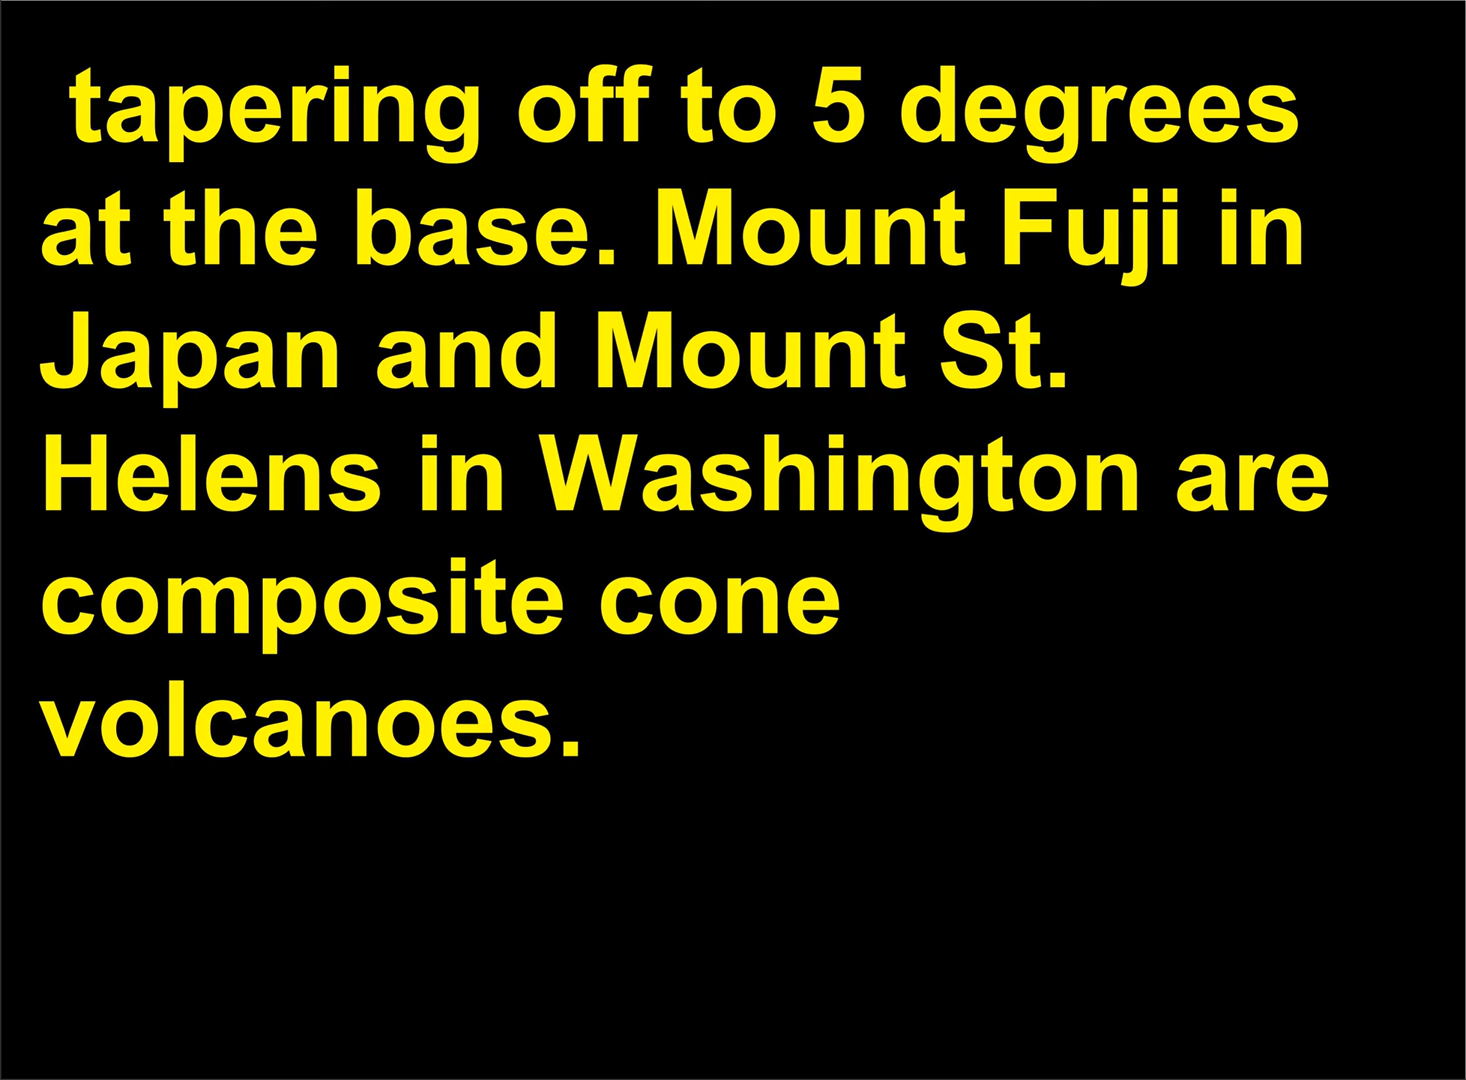 tapering off to 5 degrees
at the base. Mount Fuji in
Japan and Mount St.
Helens in Washington are
composite cone
volcanoes.